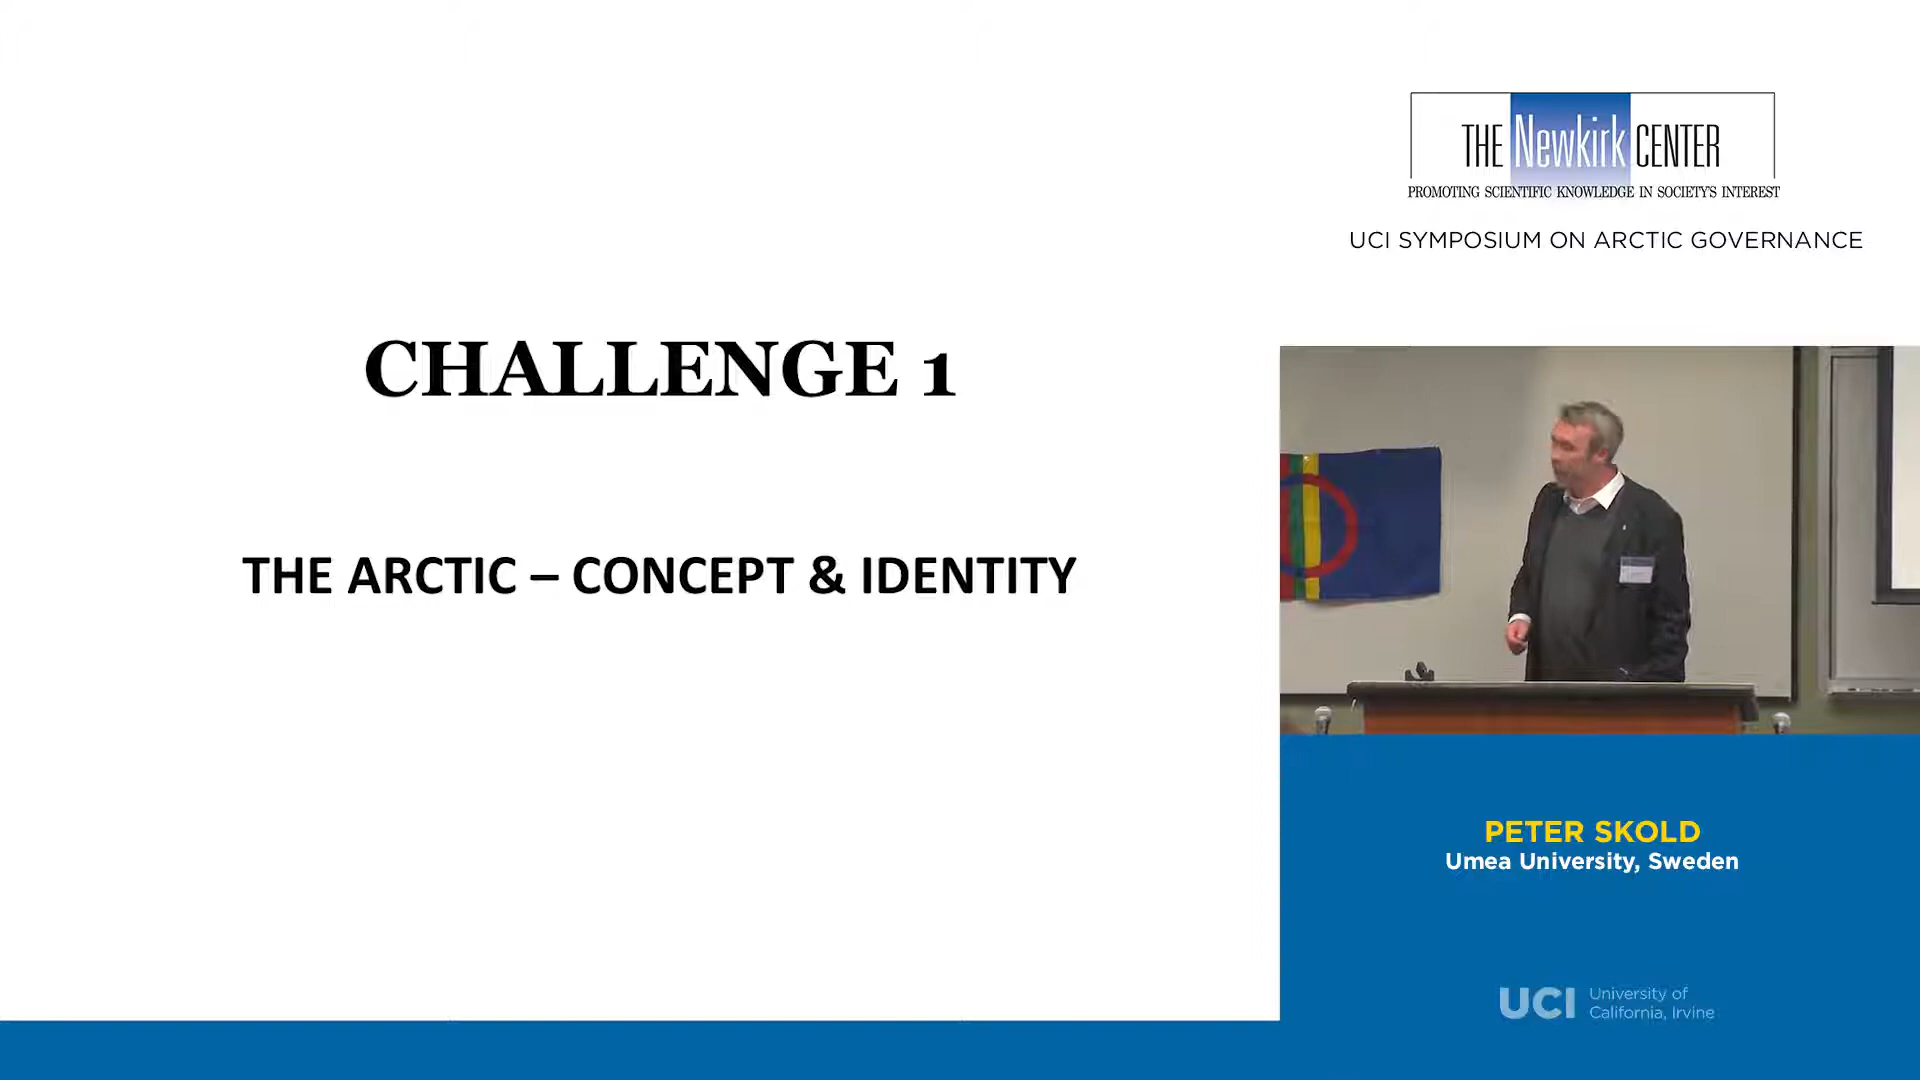 CHALLENGE 1
THE ARCTIC – CONCEPT & IDENTITY
THE Newkirk CENTER
PROMOTING SCIENTIFIC KNOWLEDGE IN SOCIETY'S INTEREST
UCI SYMPOSIUM ON ARCTIC GOVERNANCE
PETER SKOLD
Umea University, Sweden
UCI University of
California, Irvine